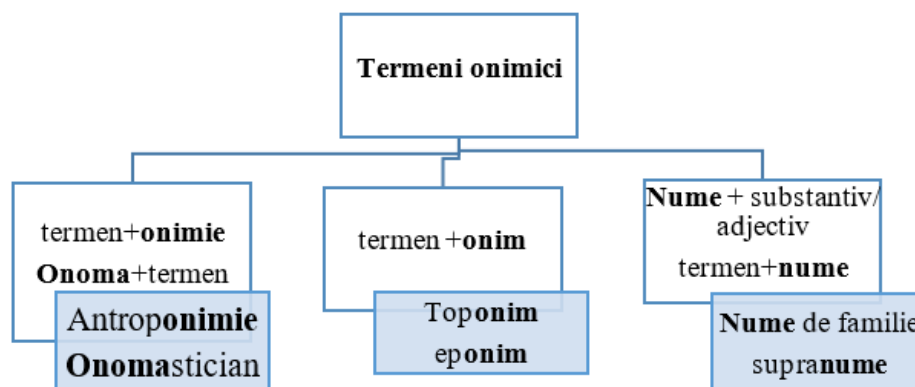 Termeni onimici
termen+onimie
Onoma+termen
Antroponimie
Onomastician
termen +onim
Toponim
eponim
Nume + substantiv/
adjectiv
termen+nume
Nume de familie
supranume